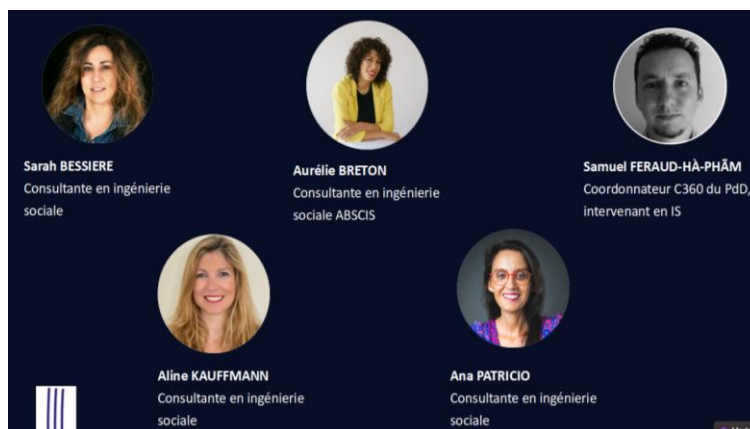 Sarah BESSIERE
Consultante en ingénierie
sociale
Aurélie BRETON
Consultante en ingénierie
sociale ABSCIS
Samuel FERAUD-HÀ-PHÃM
Coordonnateur C360 du PdD,
intervenant en IS
Aline KAUFFMANN
Consultante en ingénierie
sociale
Ana PATRICIO
Consultante en ingénierie
sociale